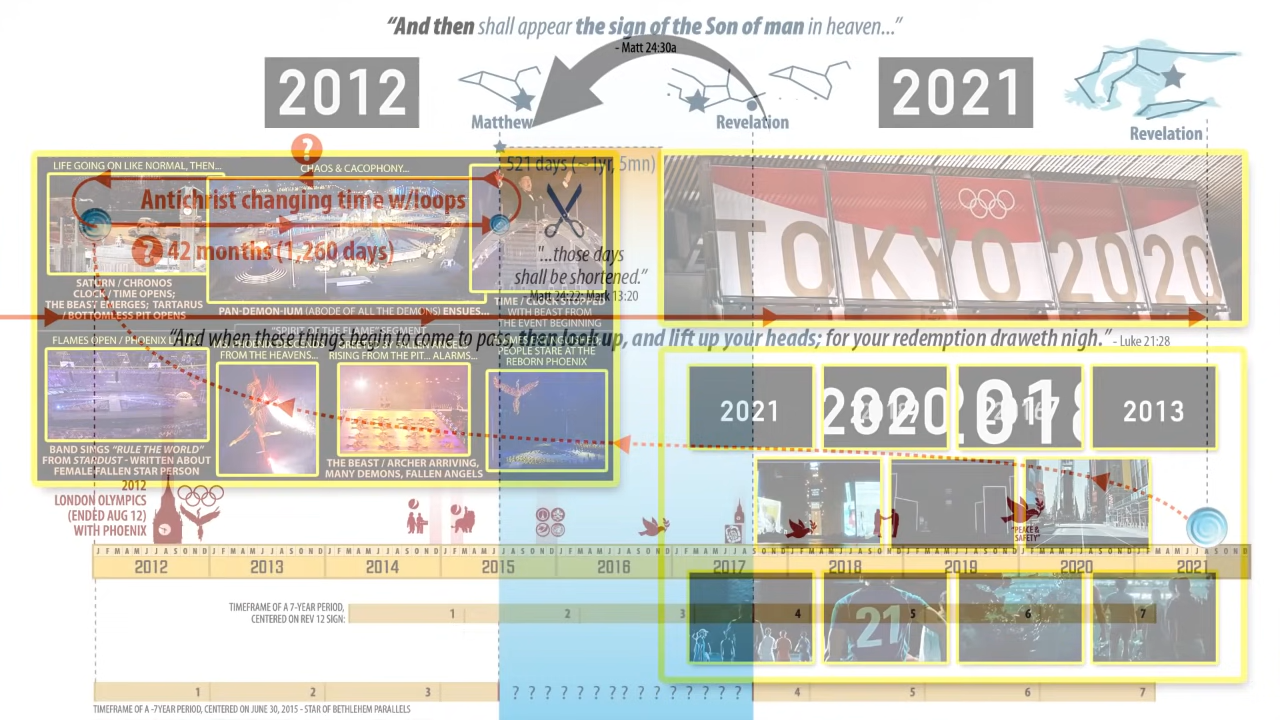 “And then shall appear the sign of the Son of man in heaven...”
- Matt 24:30a
2012
2021
Matthew
Revelation
Revelation
LIFE GOING ON LIKE NORMAL, THEN...
?
CHAOS & CACOPHONY...
521 days (~1yr, 5mn)
Antichrist changing time w/loops
? 42 months (1,260 days)
"...those days
shall be shortened.”
Matt 24:22; Mark 13:20
SATURN / CHRONOS
CLOCK / TIME OPENS;
THE BEAST EMERGES; TARTARUS
/ BOTTOMLESS PIT OPENS
PAN-DEMON-IUM (ABODE OF ALL THE DEMONS) ENSUES...
TIME / CLOCK STOPPED
WITH BEAST FROM
THE EVENT BEGINNING
TOKYO 2020
"SPIRIT OF THE FLAME" SEGMENT
“And when these things begin to come to pass, then look up, and lift up your heads; for your redemption draweth nigh.” - Luke 21:28
FLAMES OPEN / PHOENIX
FROM THE HEAVENS...
RISING FROM THE PIT... ALARMS...
PEOPLE STARE AT THE
REBORN PHOENIX
2021
2020
2018
2013
BAND SINGS “RULE THE WORLD”
FROM STARDUST - WRITTEN ABOUT
FEMALE FALLEN STAR PERSON
THE BEAST / ARCHER ARRIVING,
MANY DEMONS, FALLEN ANGELS
2012
LONDON OLYMPICS
(ENDED AUG 12)
WITH PHOENIX
“PEACE &
SAFETY”
J F M A M J J A S O N D J F M A M J J A S O N D J F M A M J J A S O N D J F M A M J J A S O N D J F M A M J J A S O N D J F M A M J J A S O N D J F M A M J J A S O N D J F M A M J J A S O N D J F M A M J J A S O N D J F M A M J J A S O N D
2012 2013 2014 2015 2016 2017 2018 2019 2020 2021
TIMEFRAME OF A 7-YEAR PERIOD,
CENTERED ON REV 12 SIGN:
1 2 3 4 5 6 7
21
1 2 3 ? ? ? ? ? ? ? ? ? ? ? ? ? ? ? 4 5 6 7
TIMEFRAME OF A -7YEAR PERIOD, CENTERED ON JUNE 30, 2015 - STAR OF BETHLEHEM PARALLELS